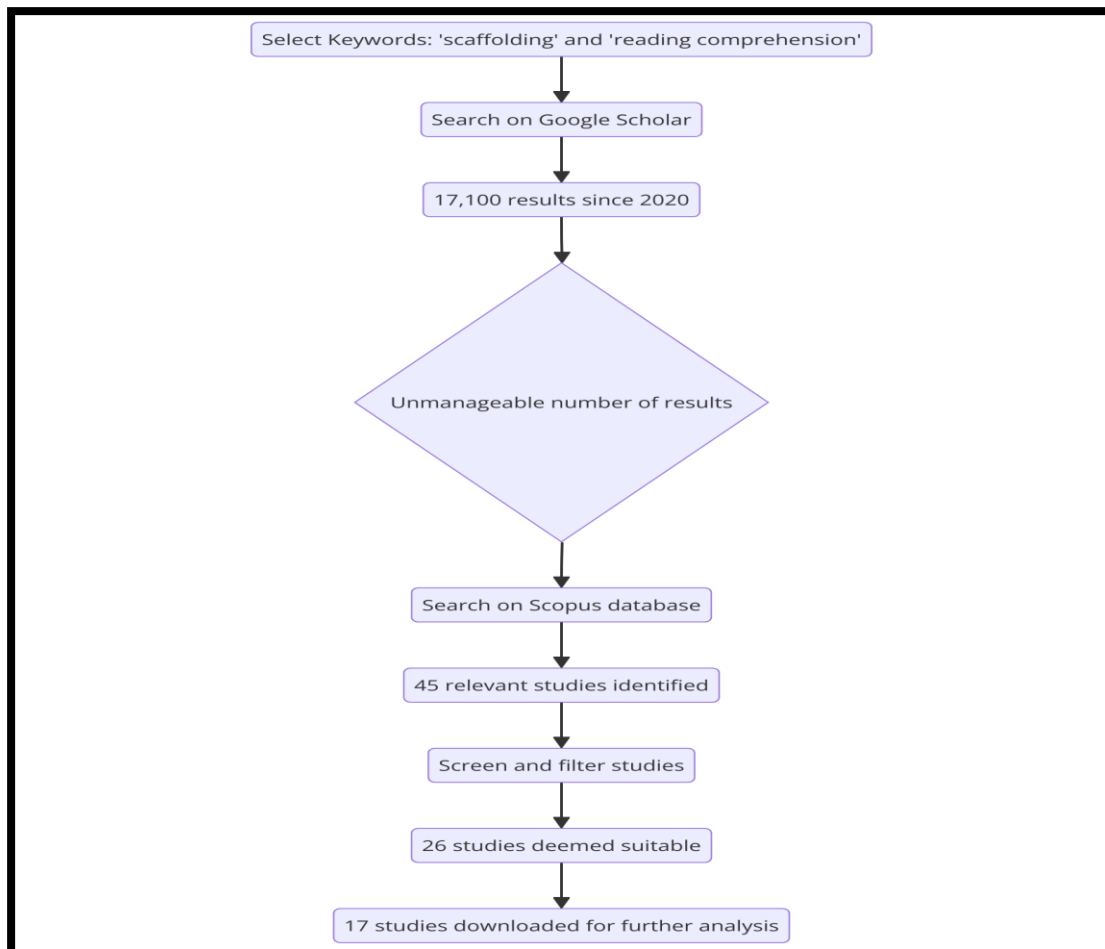 Select Keywords: 'scaffolding' and 'reading comprehension'
Search on Google Scholar
17,100 results since 2020
Unmanageable number of results
Search on Scopus database
45 relevant studies identified
Screen and filter studies
26 studies deemed suitable
17 studies downloaded for further analysis